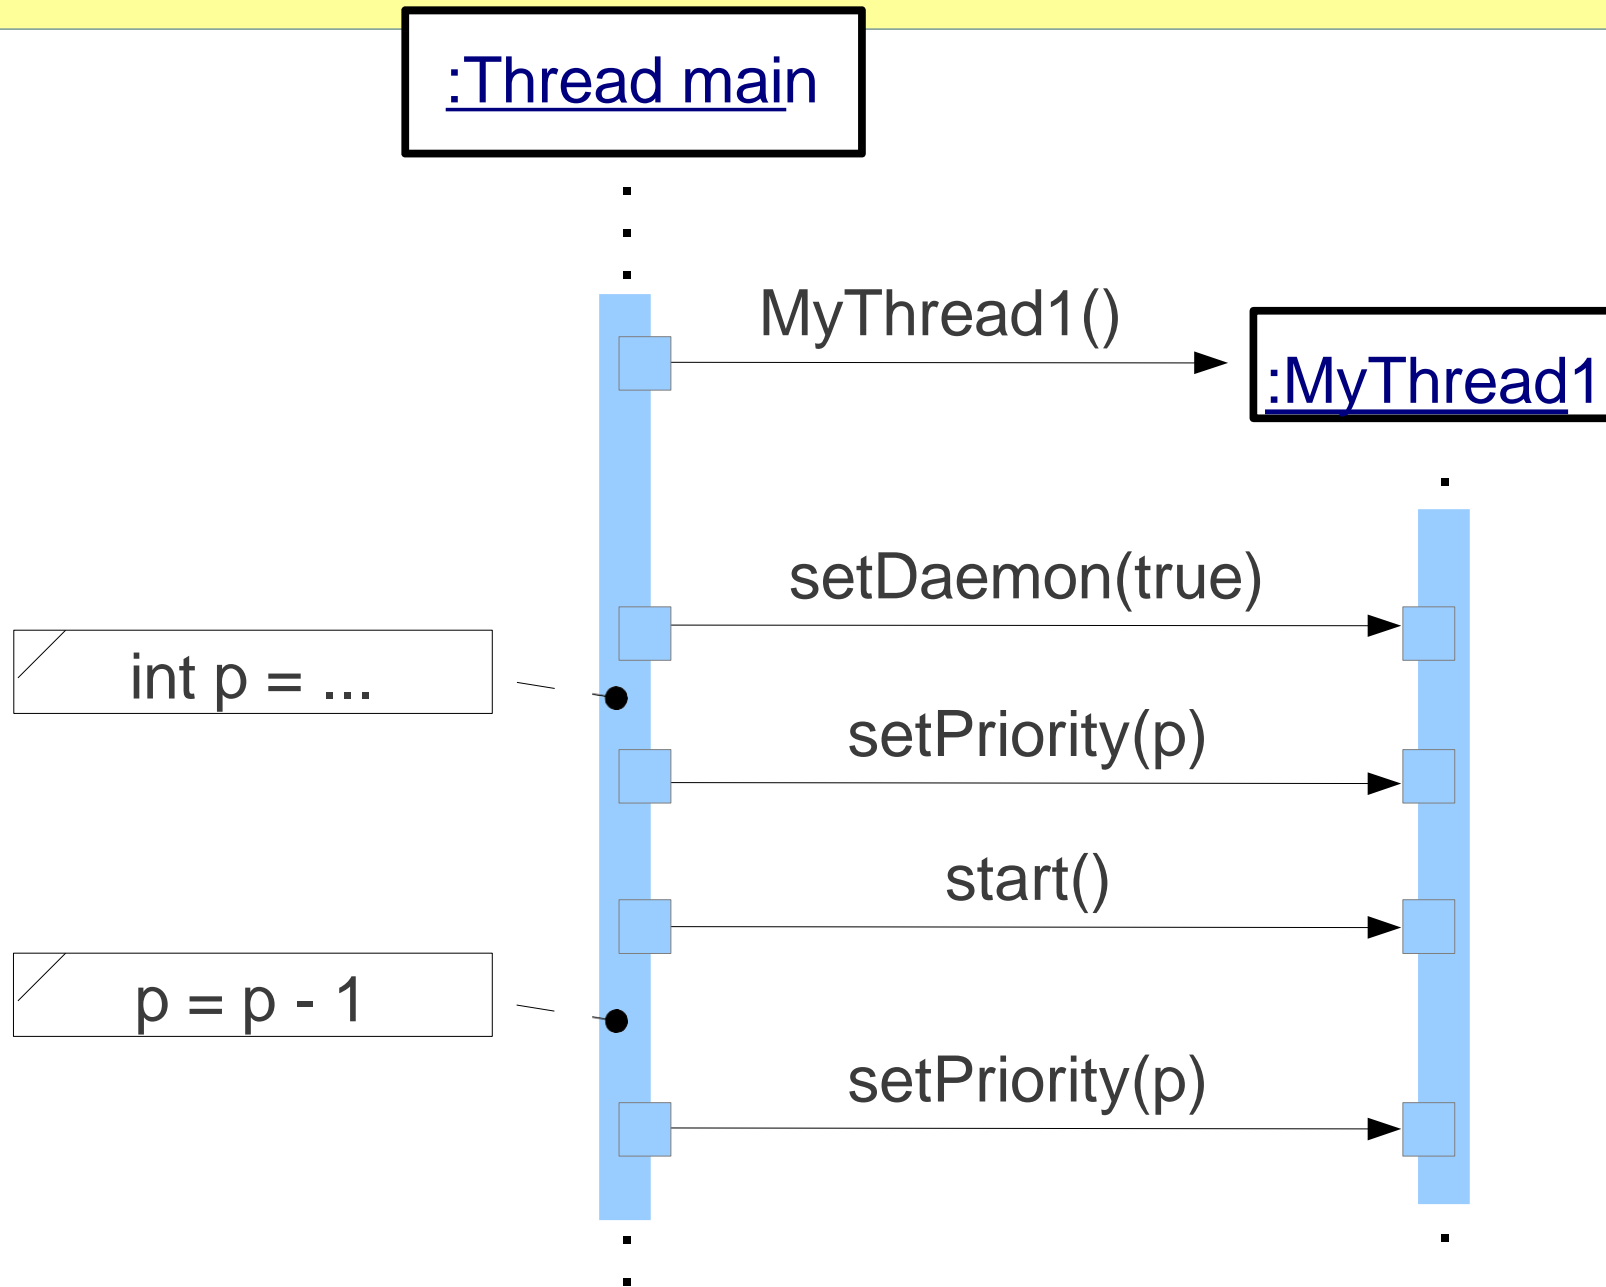 :Thread main
MyThread1()
:MyThread1
setDaemon(true)
int p = ...
setPriority(p)
start()
p = p - 1
setPriority(p)